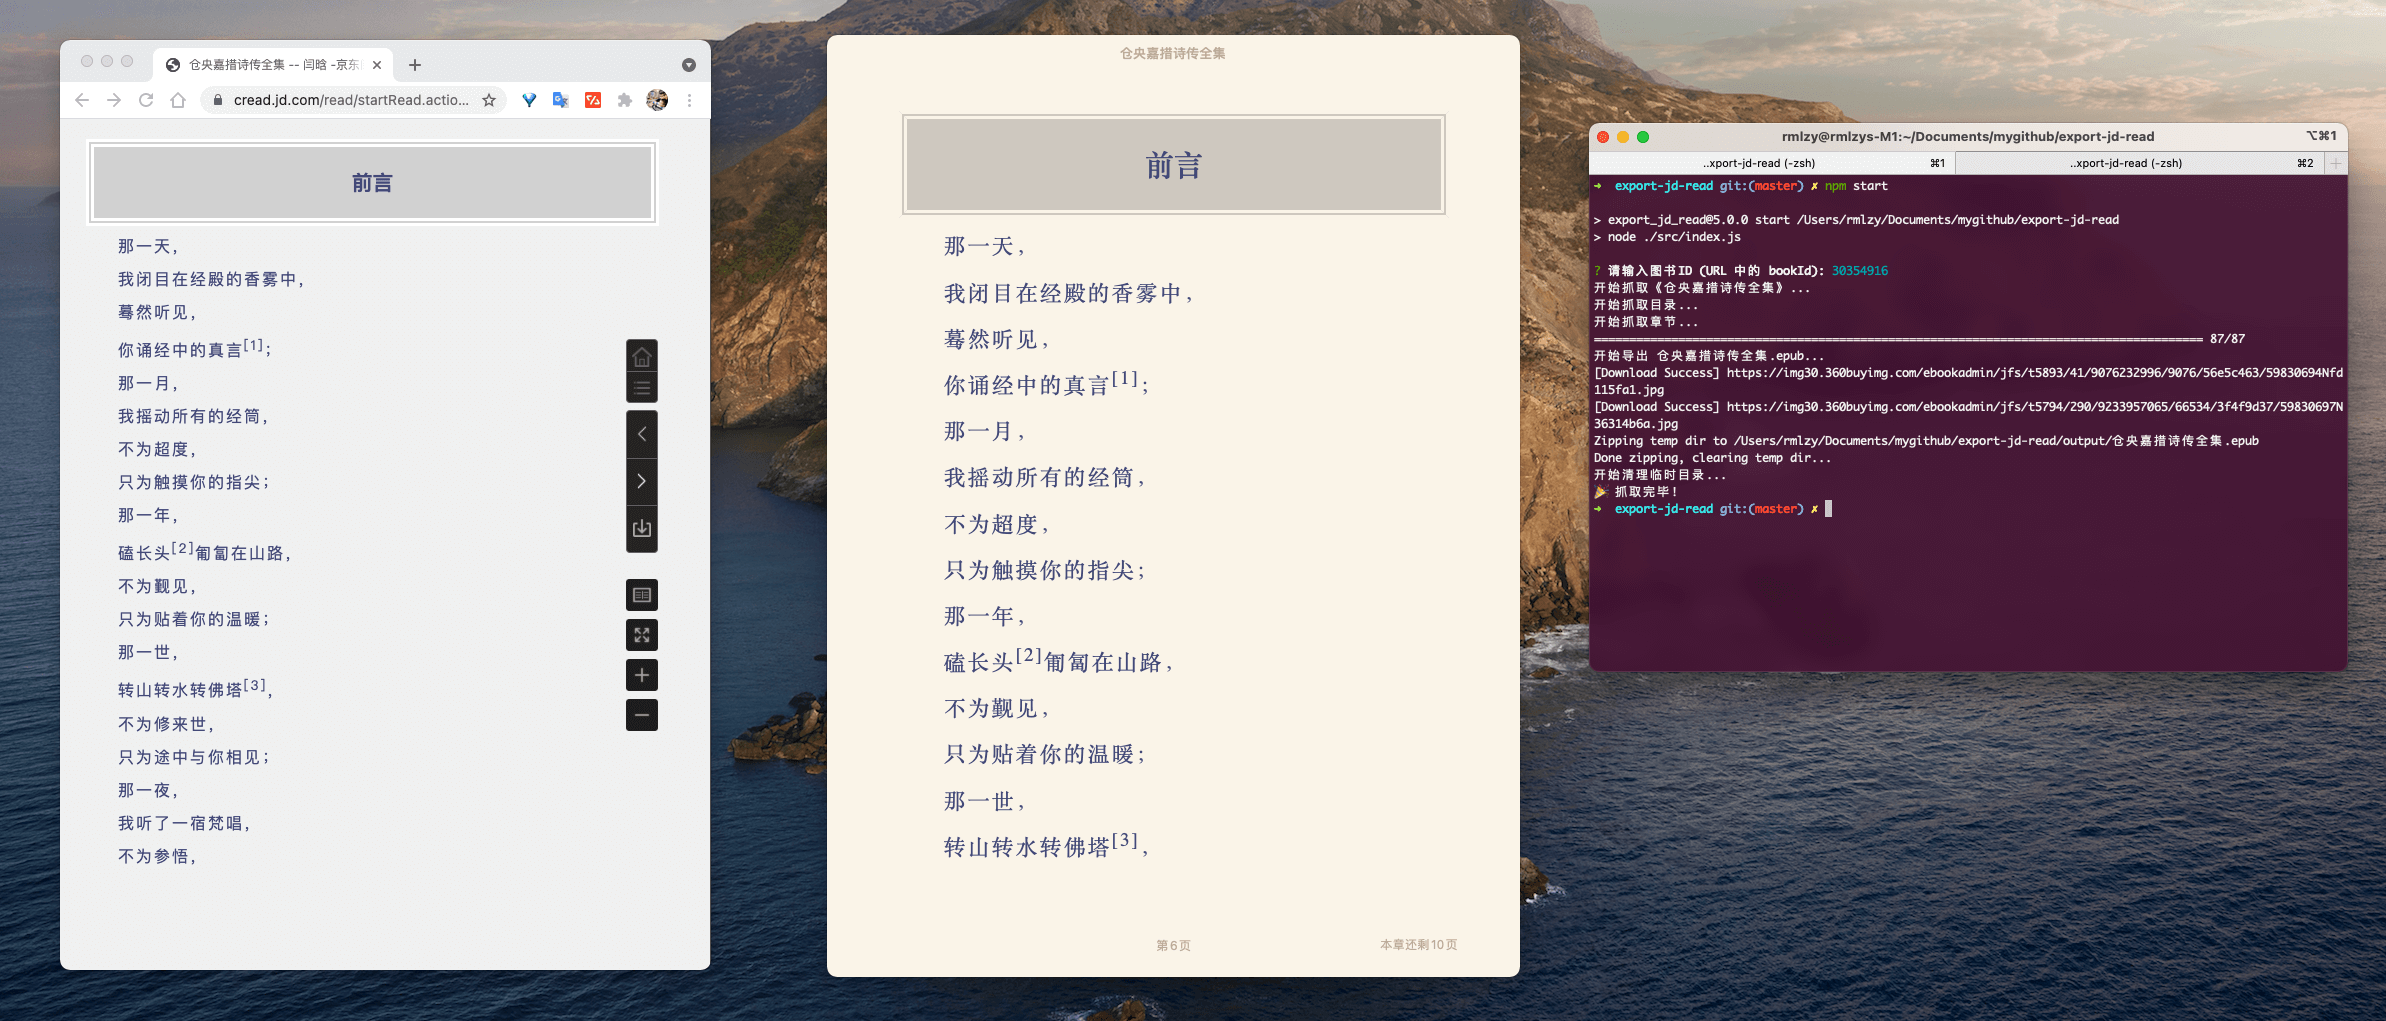 仓央嘉措诗传全集 -- 闫晗 -京东
cread.jd.com/read/startRead.actio...
前言
那一天，
我闭目在经殿的香雾中，
蓦然听见，
你诵经中的真言[1]；
那一月，
我摇动所有的经筒，
不为超度，
只为触摸你的指尖；
那一年，
磕长头[2]匍匐在山路，
不为觐见，
只为贴着你的温暖；
那一世，
转山转水转佛塔[3]，
不为修来世，
只为途中与你相见；
那一夜，
我听了一宿梵唱，
不为参悟，
仓央嘉措诗传全集
前言
那一天，
我闭目在经殿的香雾中，
蓦然听见，
你诵经中的真言[1]；
那一月，
我摇动所有的经筒，
不为超度，
只为触摸你的指尖；
那一年，
磕长头[2]匍匐在山路，
不为觐见，
只为贴着你的温暖；
那一世，
转山转水转佛塔[3]，
第6页
本章还剩10页
rmlzy@rmlzys-M1:~/Documents/mygithub/export-jd-read
⌥⌘1
..xport-jd-read (-zsh)
⌘1
..xport-jd-read (-zsh)
⌘2
➜ export-jd-read git:(master) ✗ npm start
> export_jd_read@5.0.0 start /Users/rmlzy/Documents/mygithub/export-jd-read
> node ./src/index.js
? 请输入图书ID (URL 中的 bookId): 30354916
开始抓取《仓央嘉措诗传全集》...
开始抓取目录...
开始抓取章节...
87/87
开始导出 仓央嘉措诗传全集.epub...
[Download Success] https://img30.360buyimg.com/ebookadmin/jfs/t5893/41/9076232996/9076/56e5c463/59830694Nfd
115fa1.jpg
[Download Success] https://img30.360buyimg.com/ebookadmin/jfs/t5794/290/9233957065/66534/3f4f9d37/59830697N
36314b6a.jpg
Zipping temp dir to /Users/rmlzy/Documents/mygithub/export-jd-read/output/仓央嘉措诗传全集.epub
Done zipping, clearing temp dir...
开始清理临时目录...
🎉 抓取完毕!
➜ export-jd-read git:(master) ✗